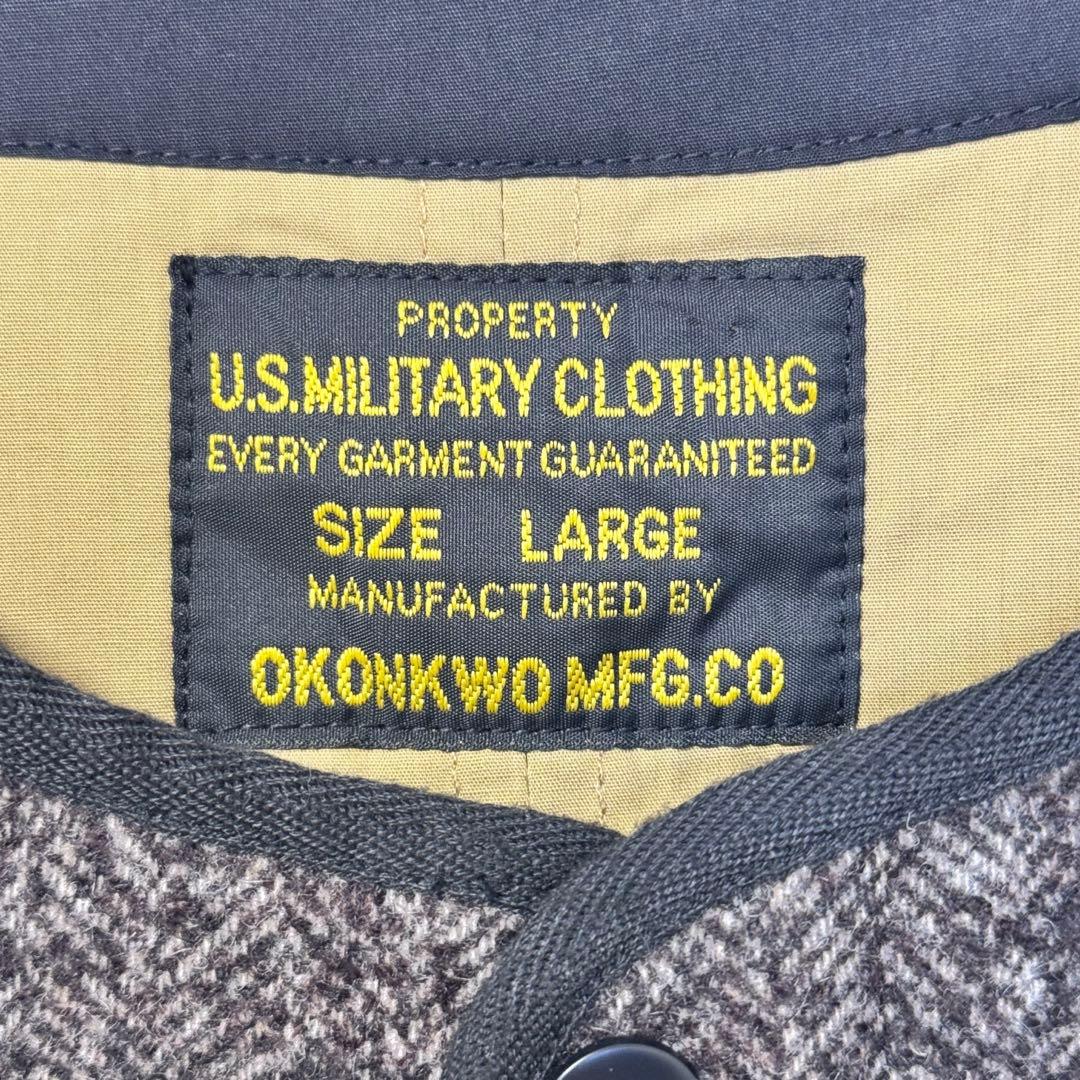 PROPERTY
U.S.MILITARY CLOTHING
EVERY GARMENT GUARANITEED
SIZE LARGE
MANUFACTURED BY
OKONKWO MFG.CO